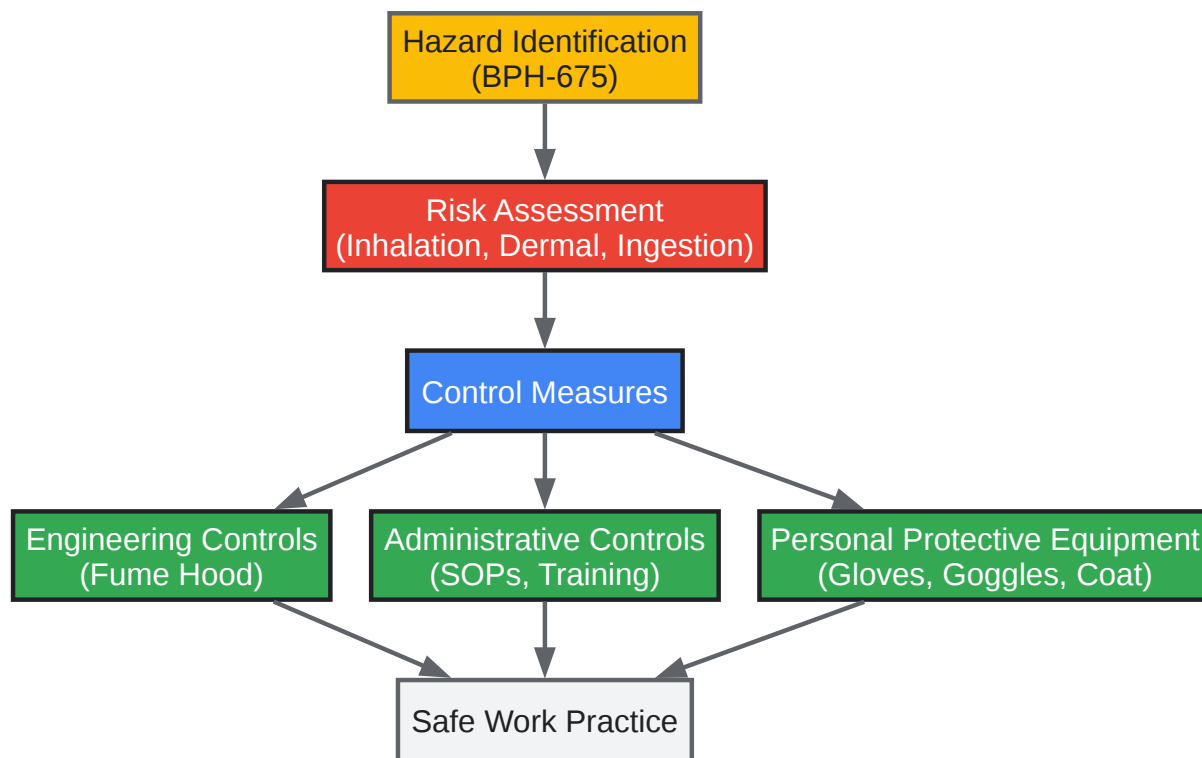 Hazard Identification
(BPH-675)
Risk Assessment
(Inhalation, Dermal, Ingestion)
Control Measures
Engineering Controls
(Fume Hood)
Administrative Controls
(SOPs, Training)
Personal Protective Equipment
(Gloves, Goggles, Coat)
Safe Work Practice